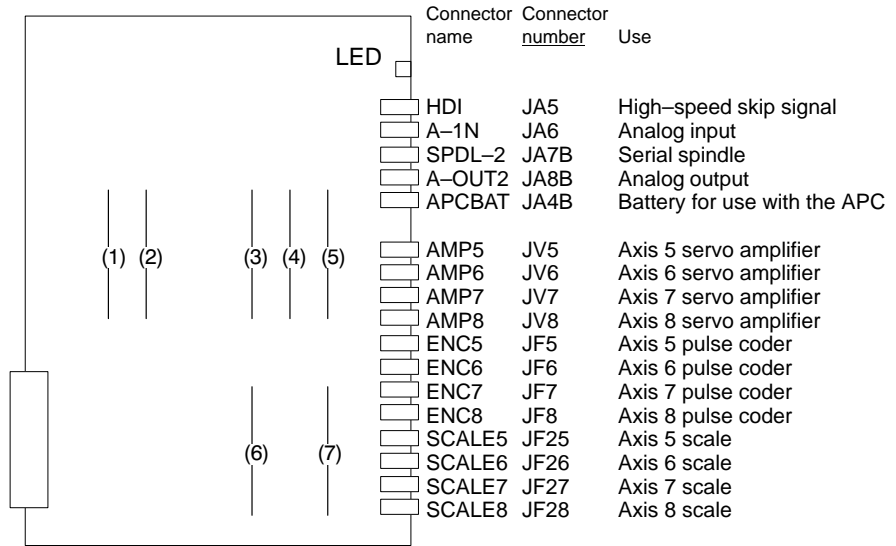 Connector Connector
name number Use
LED
HDI JA5 High–speed skip signal
A–1N JA6 Analog input
SPDL–2 JA7B Serial spindle
A–OUT2 JA8B Analog output
APCBAT JA4B Battery for use with the APC
AMP5 JV5 Axis 5 servo amplifier
(1) (2) (3) (4) (5)
AMP6 JV6 Axis 6 servo amplifier
AMP7 JV7 Axis 7 servo amplifier
AMP8 JV8 Axis 8 servo amplifier
ENC5 JF5 Axis 5 pulse coder
ENC6 JF6 Axis 6 pulse coder
ENC7 JF7 Axis 7 pulse coder
ENC8 JF8 Axis 8 pulse coder
SCALE5 JF25 Axis 5 scale
(6) (7)
SCALE6 JF26 Axis 6 scale
SCALE7 JF27 Axis 7 scale
SCALE8 JF28 Axis 8 scale